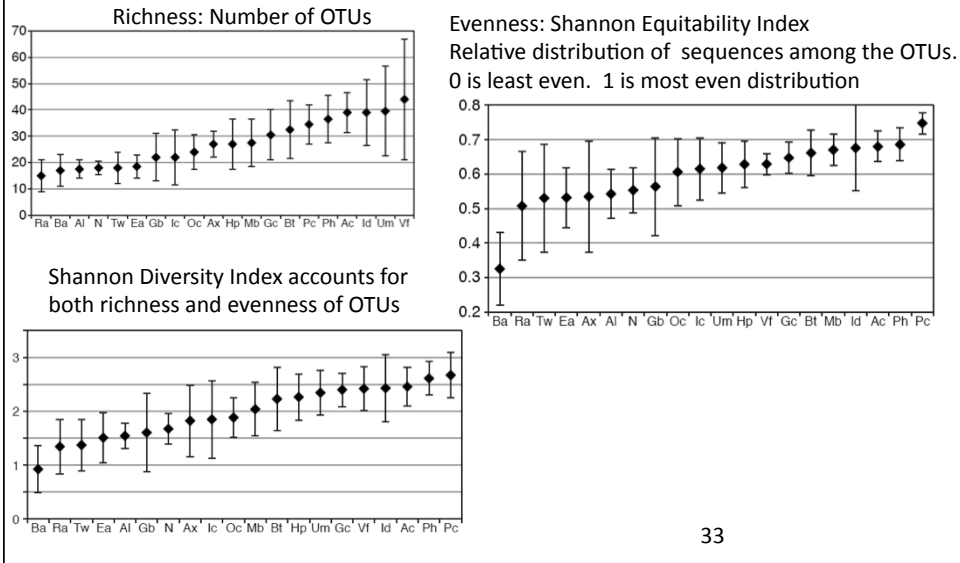 Richness: Number of OTUs
70
60
50
40
30
20
10
0
Ra Ba Al N Tw Ea Gb Ic Oc Ax Hp Mb Gc Bt Pc Ph Ac Id Um Vf
Evenness: Shannon Equitability Index
Relative distribution of sequences among the OTUs.
0 is least even. 1 is most even distribution
0.8
0.7
0.6
0.5
0.4
0.3
0.2
Ba Ra Tw Ea Ax Al N Gb Oc Ic Um Hp Vf Gc Bt Mb Id Ac Ph Pc
Shannon Diversity Index accounts for
both richness and evenness of OTUs
3
2
1
0
Ba Ra Tw Ea Al Gb N Ax Ic Oc Mb Bt Hp Um Gc Vf Id Ac Ph Pc
33